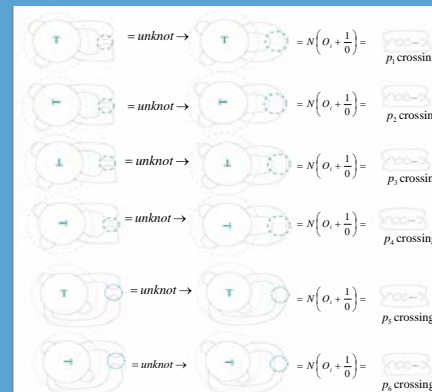 T = unknot → T = N(O_i + 1/0) =
p_1 crossin
= unknot → = N(O_i + 1/0) =
p_2 crossin
= unknot → = N(O_i + 1/0) =
p_3 crossin
= unknot → = N(O_i + 1/0) =
p_4 crossing
T = unknot → T = N(O_i + 1/0) =
p_5 crossing
= unknot → = N(O_i + 1/0) =
p_6 crossing